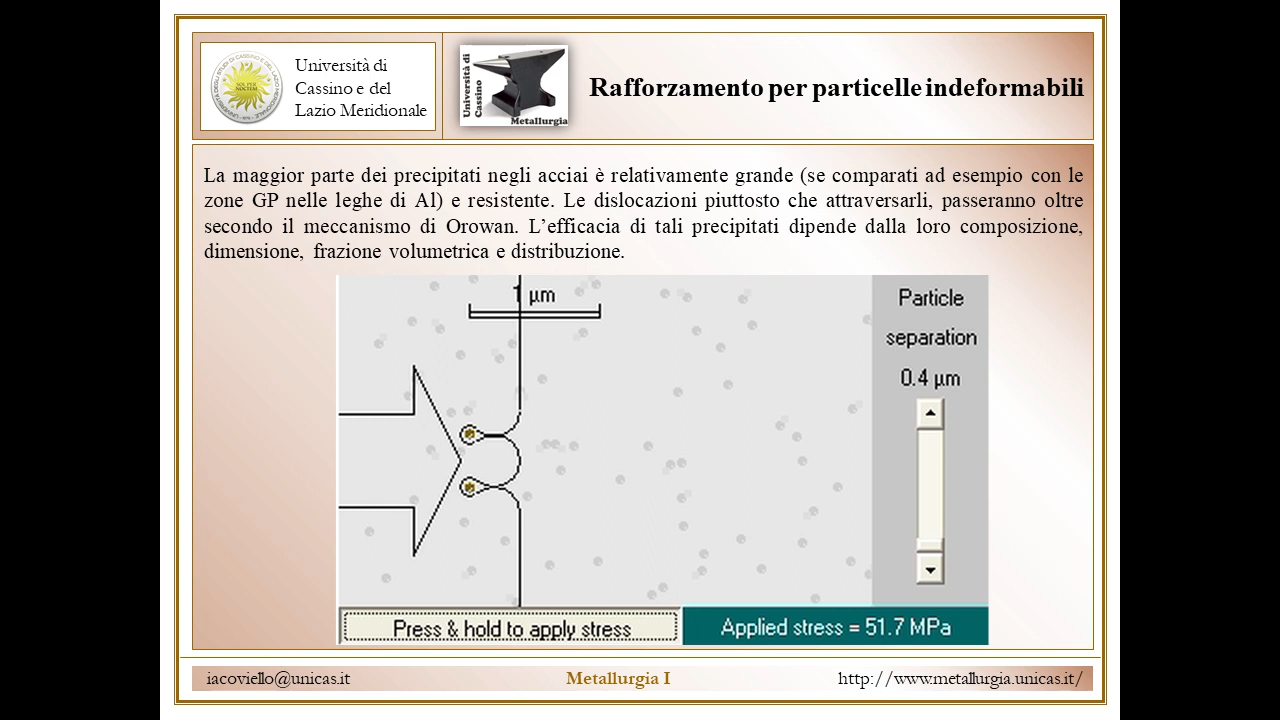 Università di
Cassino e del
Lazio Meridionale
Università di
Cassino
Metallurgia
Rafforzamento per particelle indeformabili
La maggior parte dei precipitati negli acciai è relativamente grande (se comparati ad esempio con le
zone GP nelle leghe di Al) e resistente. Le dislocazioni piuttosto che attraversarli, passeranno oltre
secondo il meccanismo di Orowan. L’efficacia di tali precipitati dipende dalla loro composizione,
dimensione, frazione volumetrica e distribuzione.
1 µm
Particle
separation
0.4 µm
Press & hold to apply stress
Applied stress = 51.7 MPa
iacoviello@unicas.it
Metallurgia I
http://www.metallurgia.unicas.it/